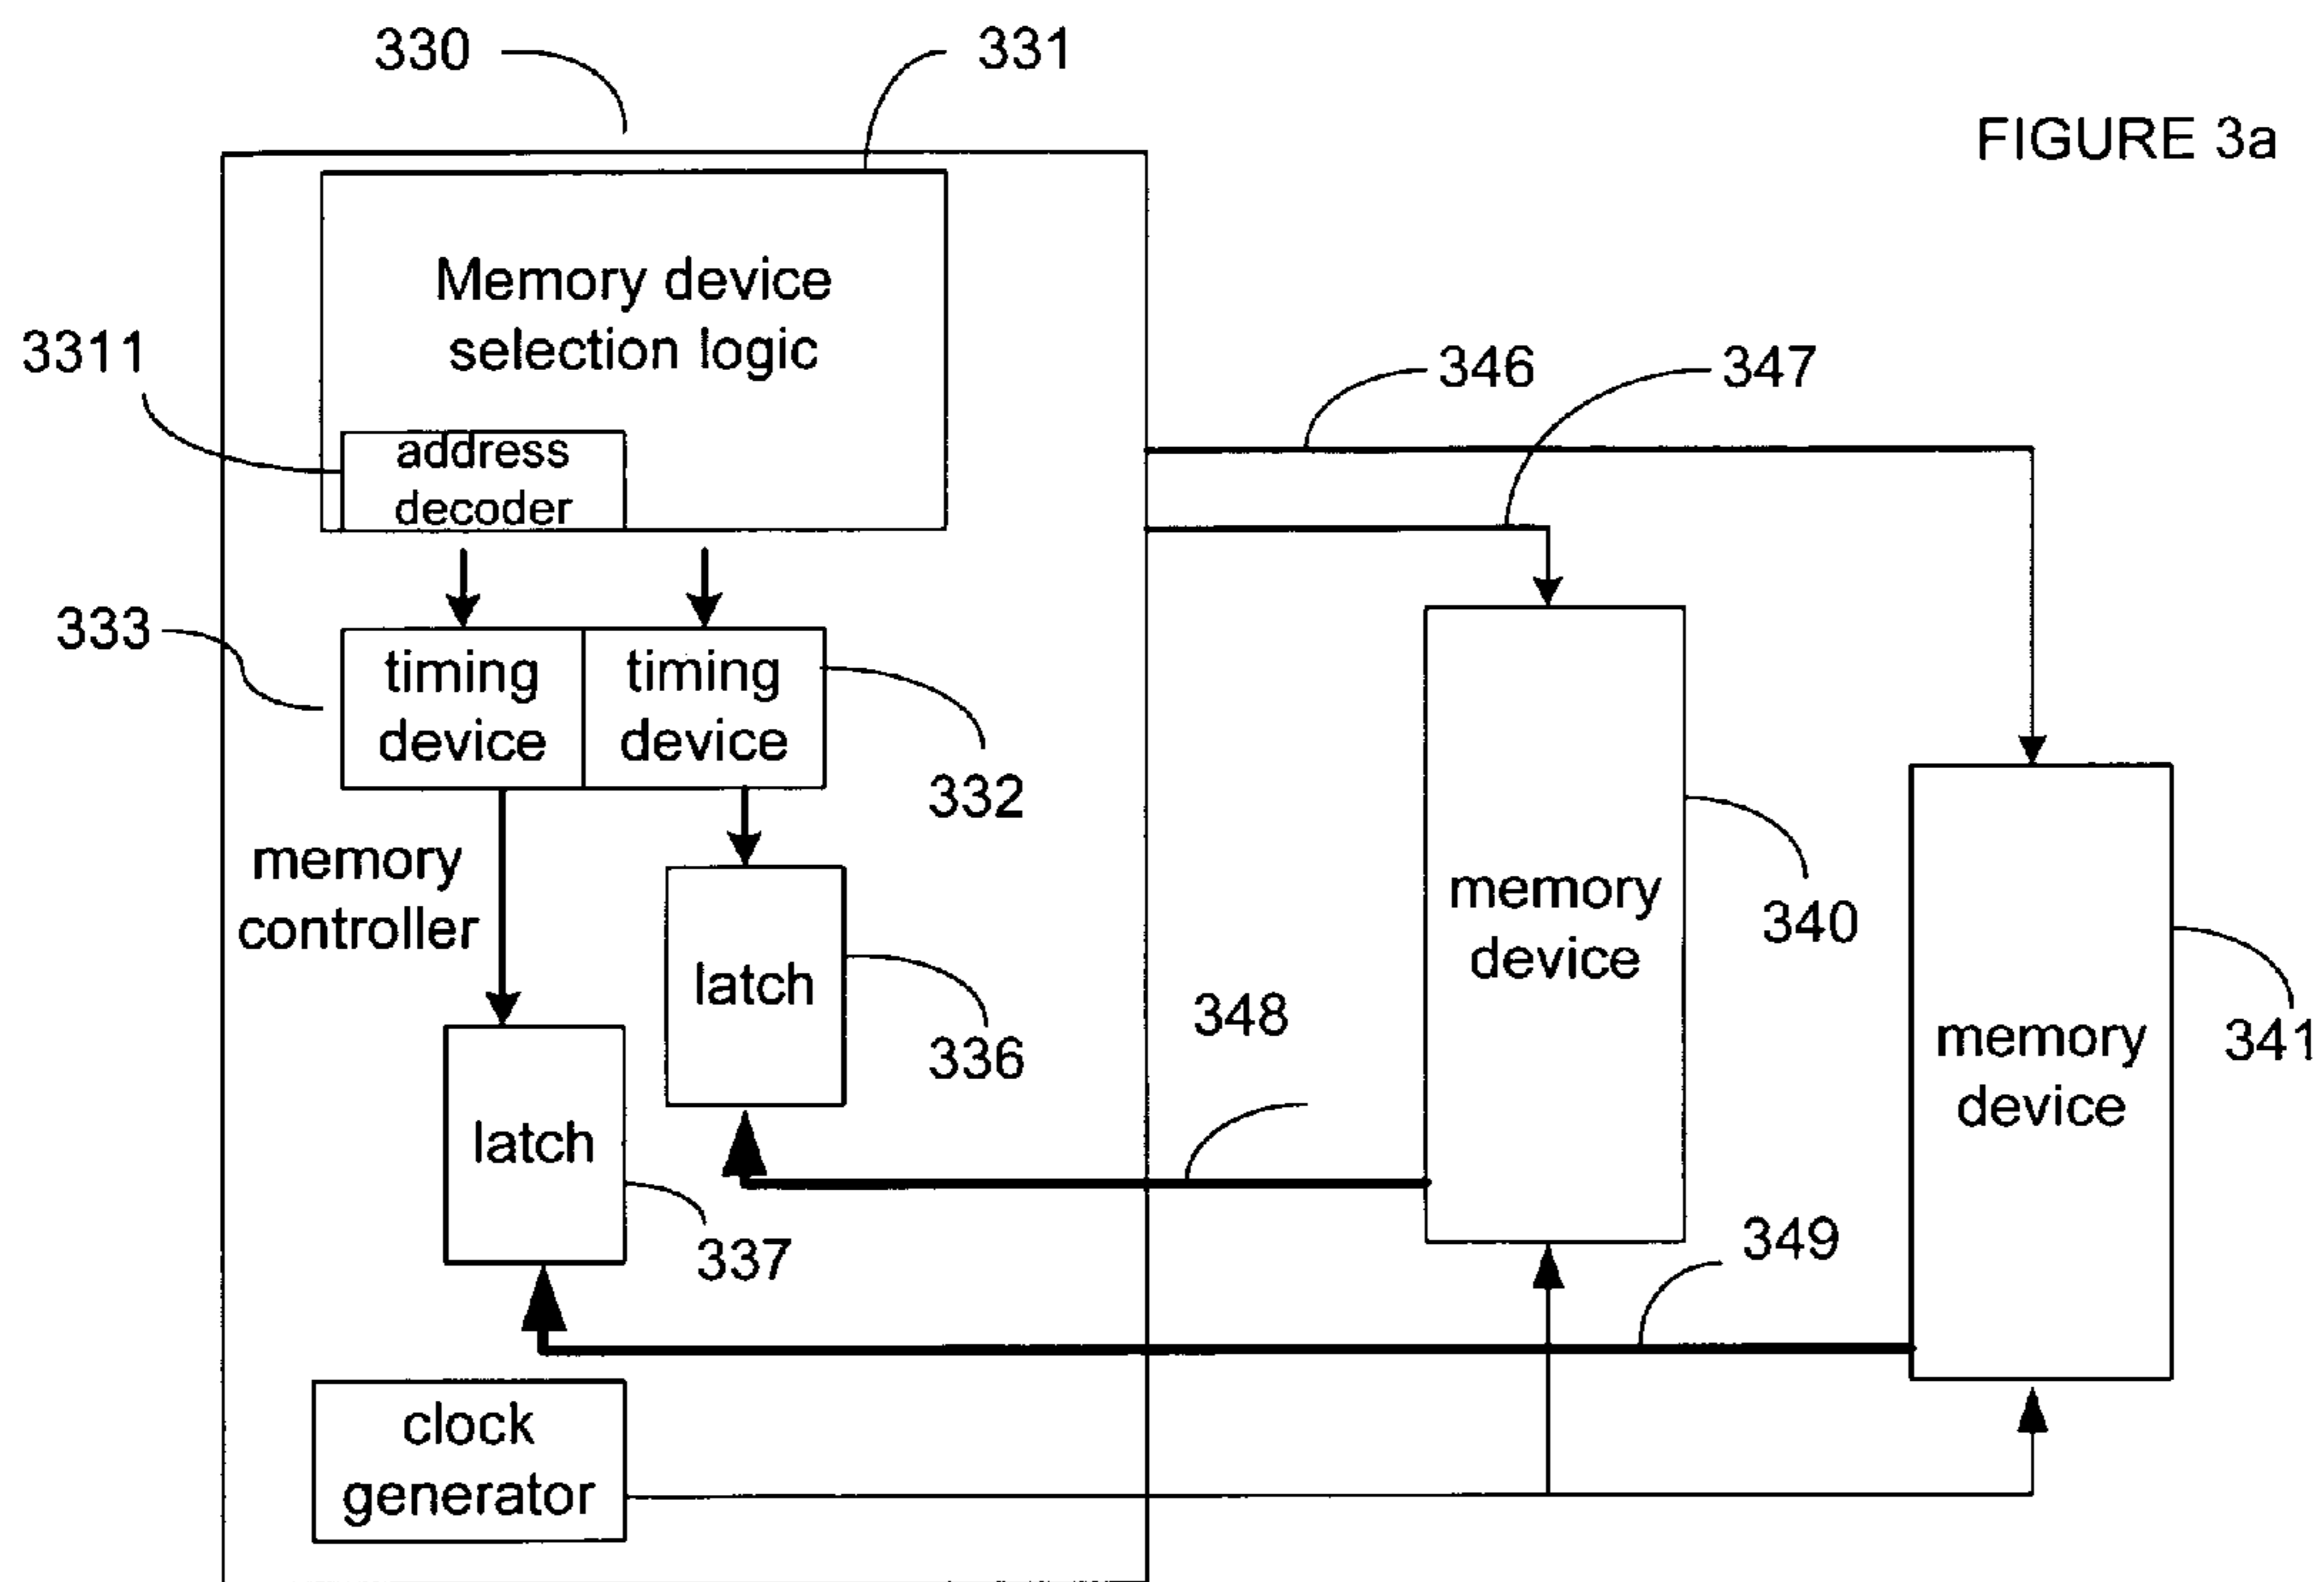 330
331
FIGURE 3a
Memory device
selection logic
3311
346
347
address
decoder
333
timing
device
timing
device
332
memory
controller
latch
336
memory
device
340
348
memory
device
341
latch
337
349
clock
generator